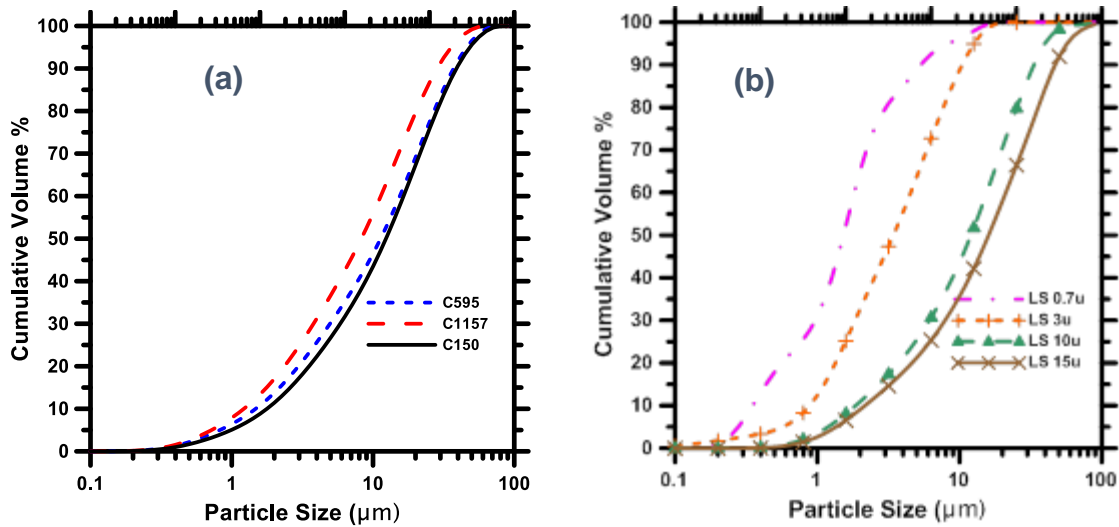 (a)
Cumulative Volume %
100
90
80
70
60
50
40
30
20
10
0
C595
C1157
C150
0.1
1
10
100
Particle Size (μm)
(b)
Cumulative Volume %
100
90
80
70
60
50
40
30
20
10
0
LS 0.7u
LS 3u
LS 10u
LS 15u
0.1
1
10
100
Particle Size (μm)